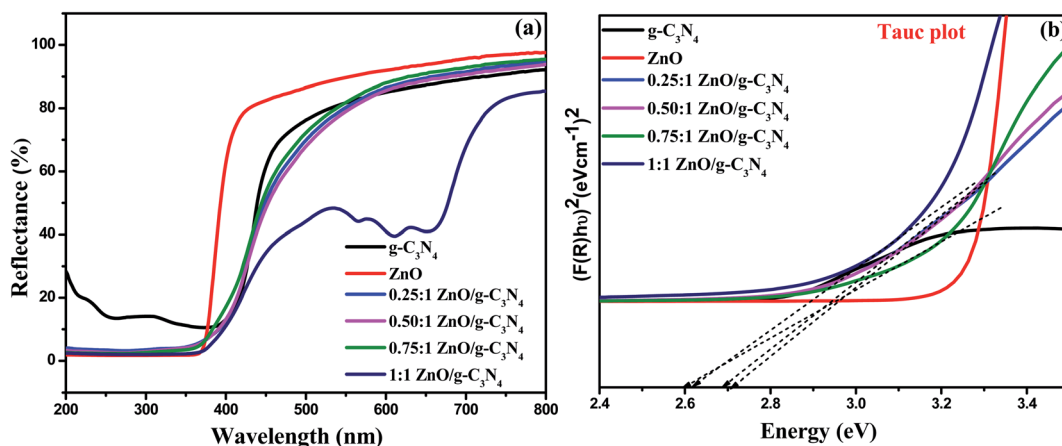 (a)
100
80
60
40
20
0
Reflectance (%)
g-C₃N₄
ZnO
0.25:1 ZnO/g-C₃N₄
0.50:1 ZnO/g-C₃N₄
0.75:1 ZnO/g-C₃N₄
1:1 ZnO/g-C₃N₄
200 300 400 500 600 700 800
Wavelength (nm)
(b)
Tauc plot
g-C₃N₄
ZnO
0.25:1 ZnO/g-C₃N₄
0.50:1 ZnO/g-C₃N₄
0.75:1 ZnO/g-C₃N₄
1:1 ZnO/g-C₃N₄
(F(R)hυ)²(eVcm⁻¹)²
2.4 2.6 2.8 3.0 3.2 3.4
Energy (eV)